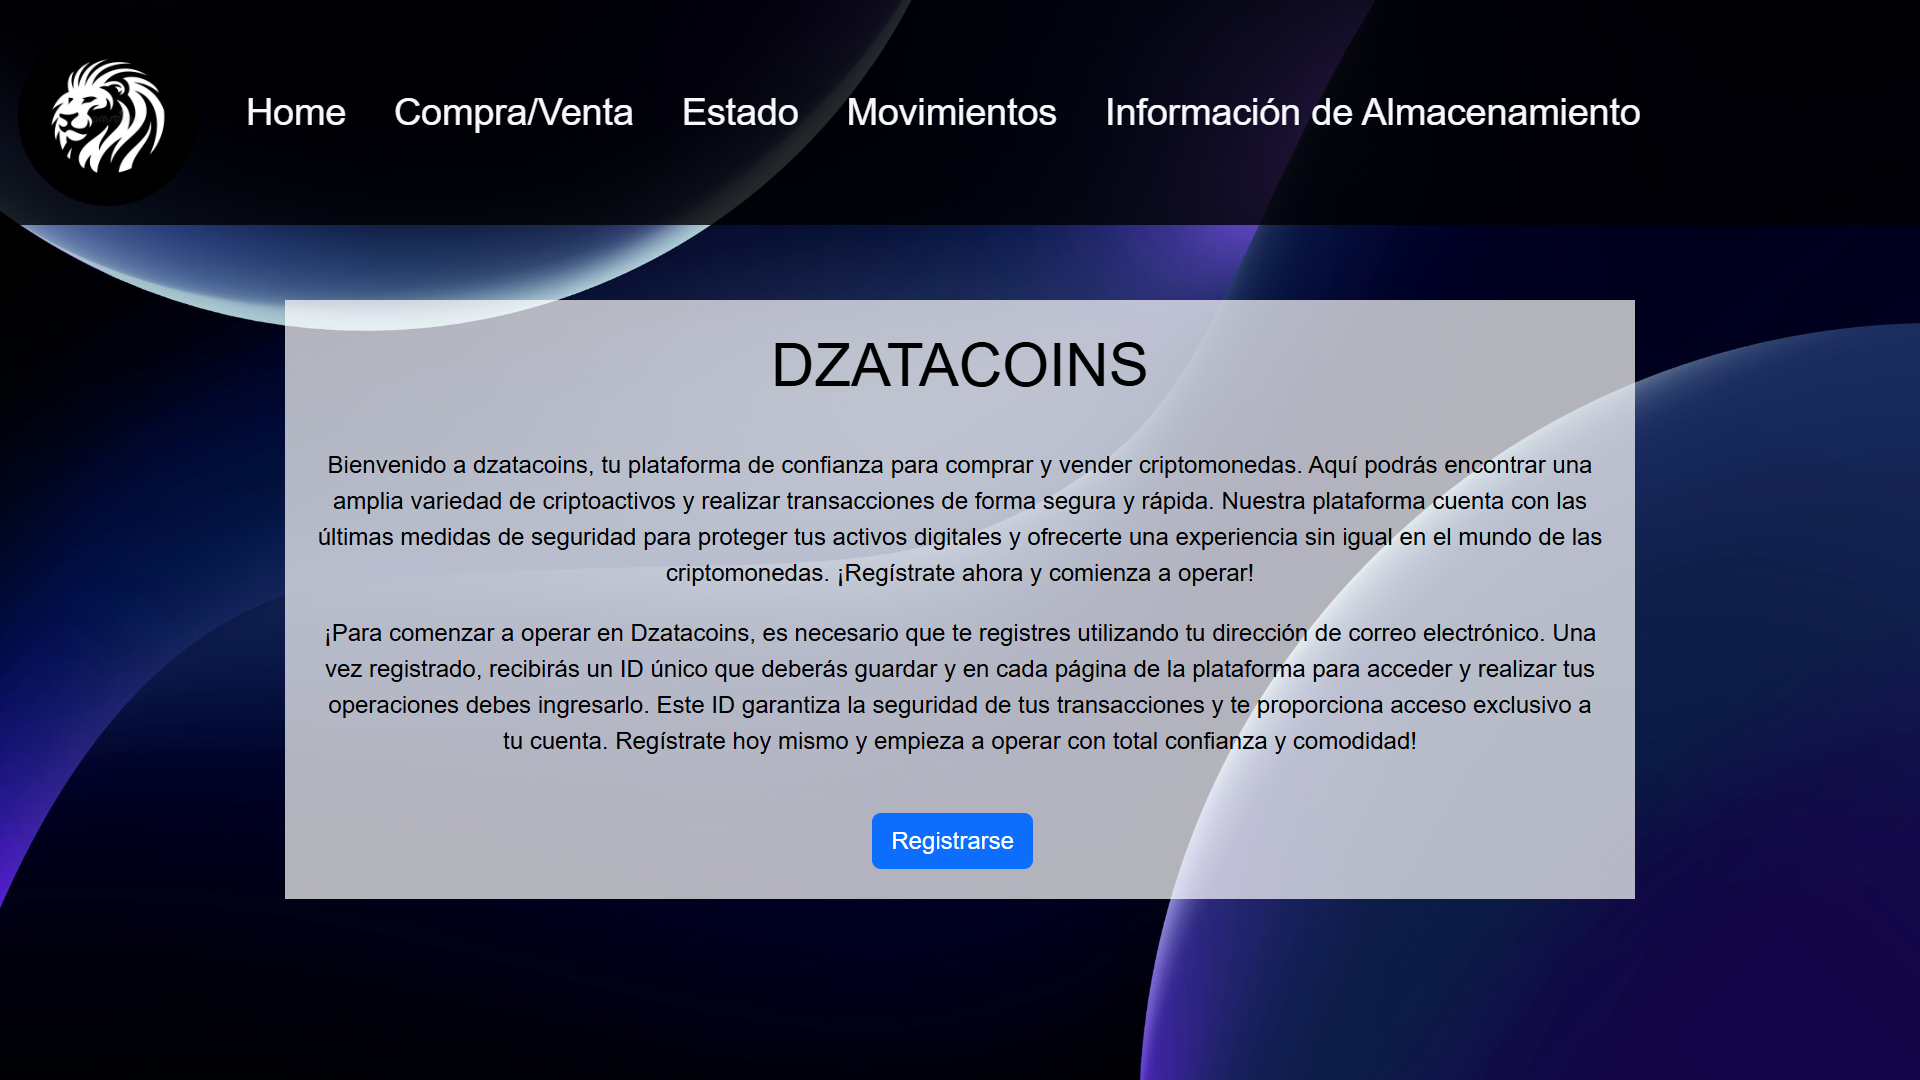 Home Compra/Venta Estado Movimientos Información de Almacenamiento
DZATACOINS
Bienvenido a dzatacoins, tu plataforma de confianza para comprar y vender criptomonedas. Aquí podrás encontrar una
amplia variedad de criptoactivos y realizar transacciones de forma segura y rápida. Nuestra plataforma cuenta con las
últimas medidas de seguridad para proteger tus activos digitales y ofrecerte una experiencia sin igual en el mundo de las
criptomonedas. ¡Regístrate ahora y comienza a operar!
¡Para comenzar a operar en Dzatacoins, es necesario que te registres utilizando tu dirección de correo electrónico. Una
vez registrado, recibirás un ID único que deberás guardar y en cada página de la plataforma para acceder y realizar tus
operaciones debes ingresarlo. Este ID garantiza la seguridad de tus transacciones y te proporciona acceso exclusivo a
tu cuenta. Regístrate hoy mismo y empieza a operar con total confianza y comodidad!
Registrarse